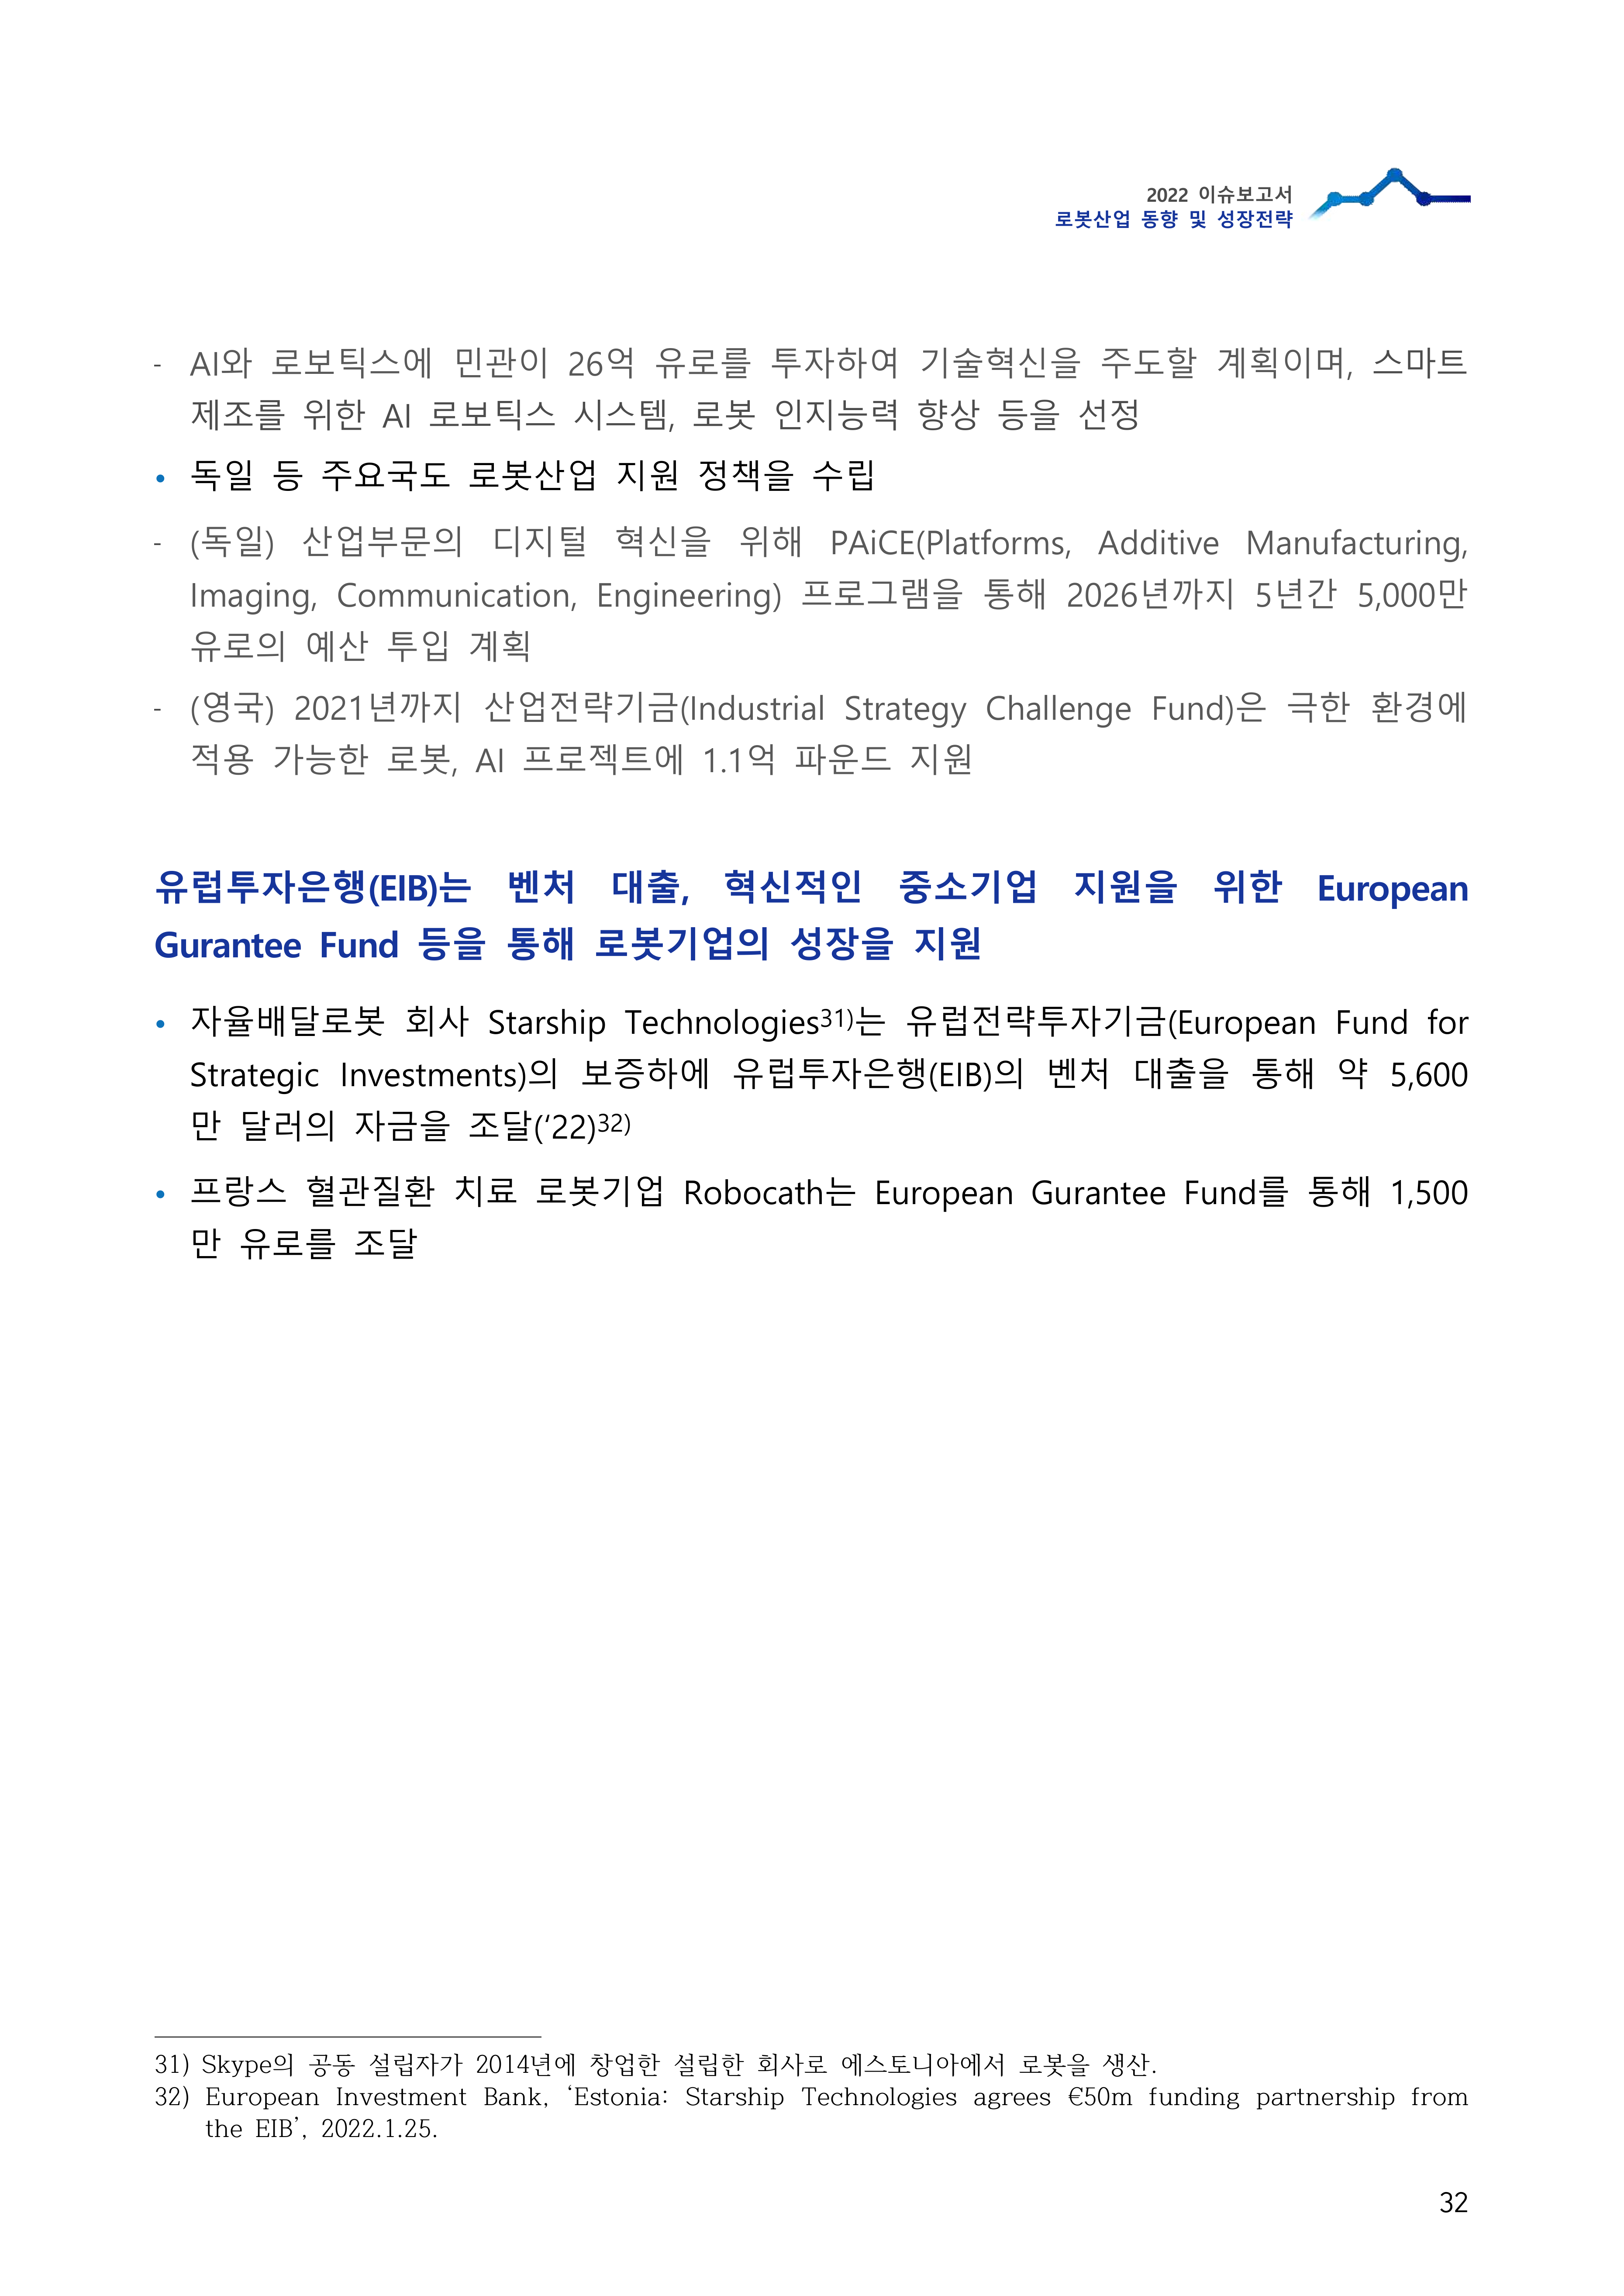 2022 이슈보고서
로봇산업 동향 및 성장전략
- AI와 로보틱스에 민관이 26억 유로를 투자하여 기술혁신을 주도할 계획이며, 스마트
제조를 위한 AI 로보틱스 시스템, 로봇 인지능력 향상 등을 선정
• 독일 등 주요국도 로봇산업 지원 정책을 수립
- (독일) 산업부문의 디지털 혁신을 위해 PAiCE(Platforms, Additive Manufacturing,
Imaging, Communication, Engineering) 프로그램을 통해 2026년까지 5년간 5,000만
유로의 예산 투입 계획
- (영국) 2021년까지 산업전략기금(Industrial Strategy Challenge Fund)은 극한 환경에
적용 가능한 로봇, AI 프로젝트에 1.1억 파운드 지원
유럽투자은행(EIB)는 벤처 대출, 혁신적인 중소기업 지원을 위한 European
Gurantee Fund 등을 통해 로봇기업의 성장을 지원
• 자율배달로봇 회사 Starship Technologies31)는 유럽전략투자기금(European Fund for
Strategic Investments)의 보증하에 유럽투자은행(EIB)의 벤처 대출을 통해 약 5,600
만 달러의 자금을 조달(‘22)32)
• 프랑스 혈관질환 치료 로봇기업 Robocath는 European Gurantee Fund를 통해 1,500
만 유로를 조달
31) Skype의 공동 설립자가 2014년에 창업한 설립한 회사로 에스토니아에서 로봇을 생산.
32) European Investment Bank, ‘Estonia: Starship Technologies agrees €50m funding partnership from
the EIB’, 2022.1.25.
32